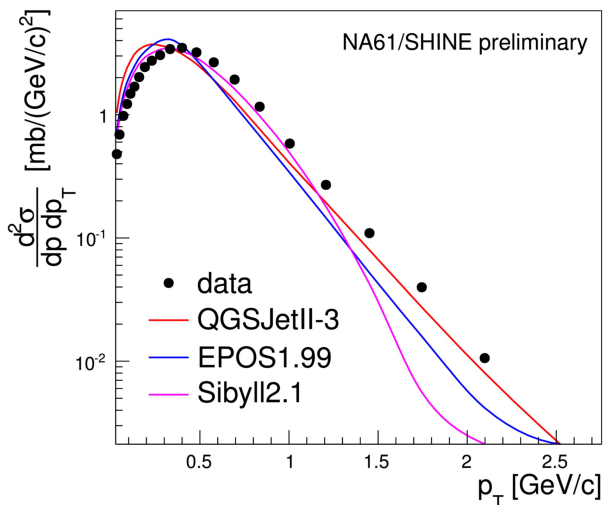 NA61/SHINE preliminary
d²σ
dp dp_T [mb/(GeV/c)²]
1
10⁻¹
10⁻²
data
QGSJetII-3
EPOS1.99
Sibyll2.1
0.5 1 1.5 2 2.5
p_T [GeV/c]